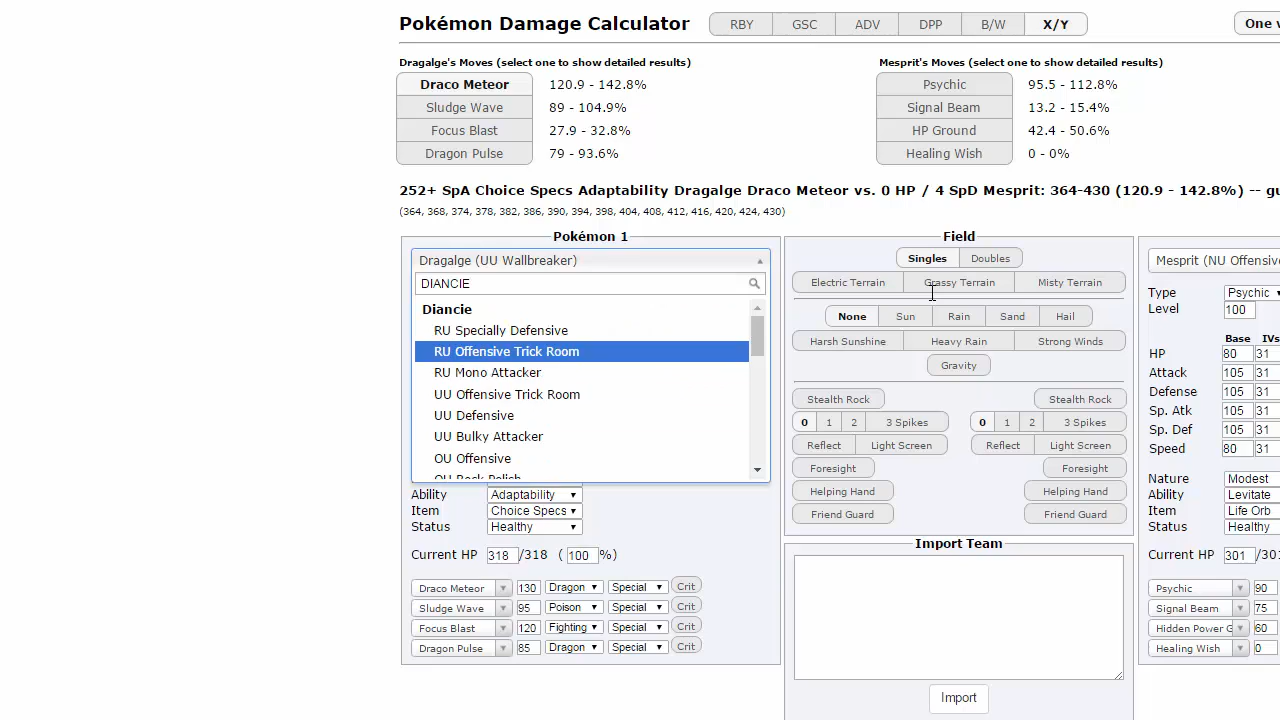 Pokémon Damage Calculator RBY GSC ADV DPP B/W X/Y One v
Dragalge's Moves (select one to show detailed results)
Draco Meteor 120.9 - 142.8%
Sludge Wave 89 - 104.9%
Focus Blast 27.9 - 32.8%
Dragon Pulse 79 - 93.6%
Mesprit's Moves (select one to show detailed results)
Psychic 95.5 - 112.8%
Signal Beam 13.2 - 15.4%
HP Ground 42.4 - 50.6%
Healing Wish 0 - 0%
252+ SpA Choice Specs Adaptability Dragalge Draco Meteor vs. 0 HP / 4 SpD Mesprit: 364-430 (120.9 - 142.8%) -- gu
(364, 368, 374, 378, 382, 386, 390, 394, 398, 404, 408, 412, 416, 420, 424, 430)
Pokémon 1
Dragalge (UU Wallbreaker)
DIANCIE
Diancie
RU Specially Defensive
RU Offensive Trick Room
RU Mono Attacker
UU Offensive Trick Room
UU Defensive
UU Bulky Attacker
OU Offensive
OU Rock Polish
Ability Adaptability
Item Choice Specs
Status Healthy
Current HP 318 /318 ( 100 %)
Draco Meteor 130 Dragon Special Crit
Sludge Wave 95 Poison Special Crit
Focus Blast 120 Fighting Special Crit
Dragon Pulse 85 Dragon Special Crit
Field
Singles Doubles
Electric Terrain Grassy Terrain Misty Terrain
None Sun Rain Sand Hail
Harsh Sunshine Heavy Rain Strong Winds
Gravity
Stealth Rock Stealth Rock
0 1 2 3 Spikes 0 1 2 3 Spikes
Reflect Light Screen Reflect Light Screen
Foresight Foresight
Helping Hand Helping Hand
Friend Guard Friend Guard
Import Team
Import
Mesprit (NU Offensive
Type Psychic
Level 100
Base IVs
HP 80 31
Attack 105 31
Defense 105 31
Sp. Atk 105 31
Sp. Def 105 31
Speed 80 31
Nature Modest
Ability Levitate
Item Life Orb
Status Healthy
Current HP 301 /301
Psychic 90
Signal Beam 75
Hidden Power G 60
Healing Wish 0